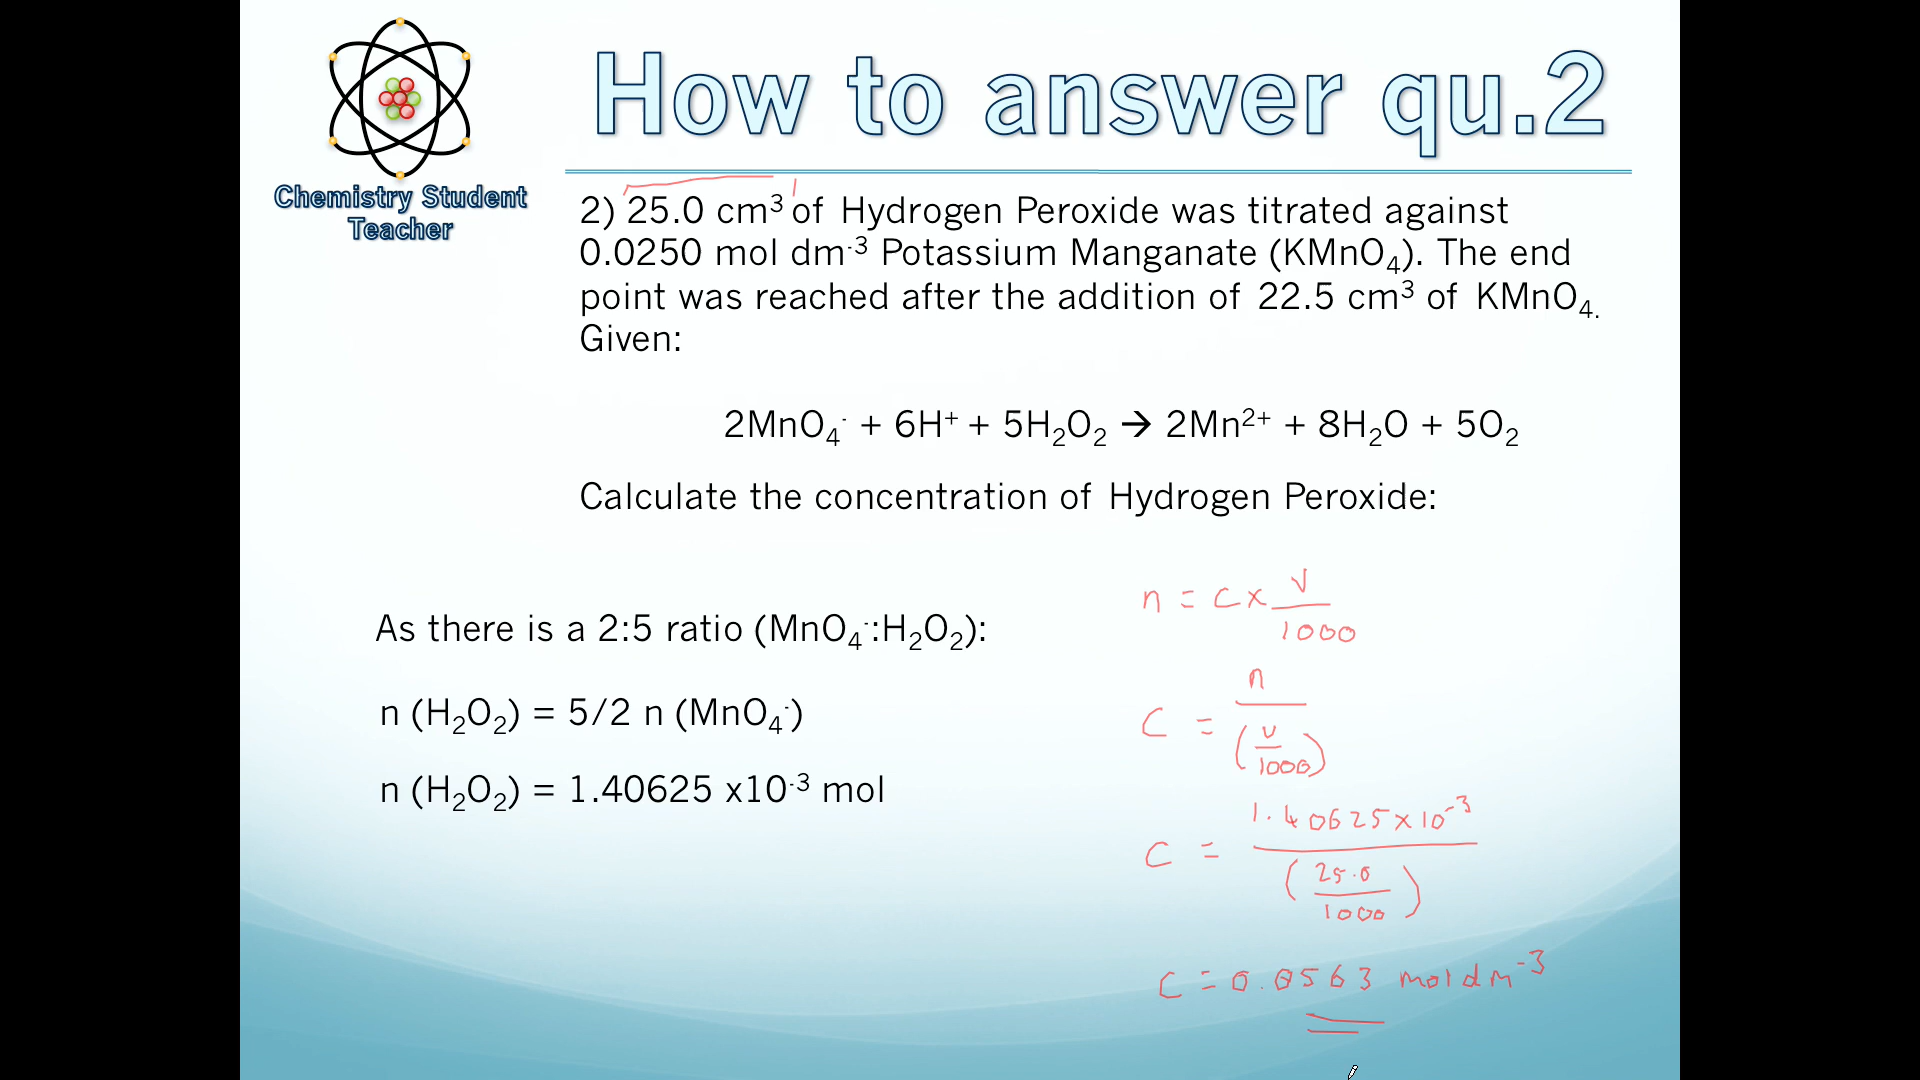 How to answer qu.2
Chemistry Student
Teacher
2) 25.0 cm³ of Hydrogen Peroxide was titrated against
0.0250 mol dm⁻³ Potassium Manganate (KMnO₄). The end
point was reached after the addition of 22.5 cm³ of KMnO₄.
Given:
2MnO₄⁻ + 6H⁺ + 5H₂O₂ → 2Mn²⁺ + 8H₂O + 5O₂
Calculate the concentration of Hydrogen Peroxide:
As there is a 2:5 ratio (MnO₄⁻:H₂O₂):
n (H₂O₂) = 5/2 n (MnO₄⁻)
n (H₂O₂) = 1.40625 x10⁻³ mol
n = c x v
1000
c = n
(v
1000)
1.40625 x 10⁻³
c =
(25.0
1000)
c = 0.0563 mol dm⁻³